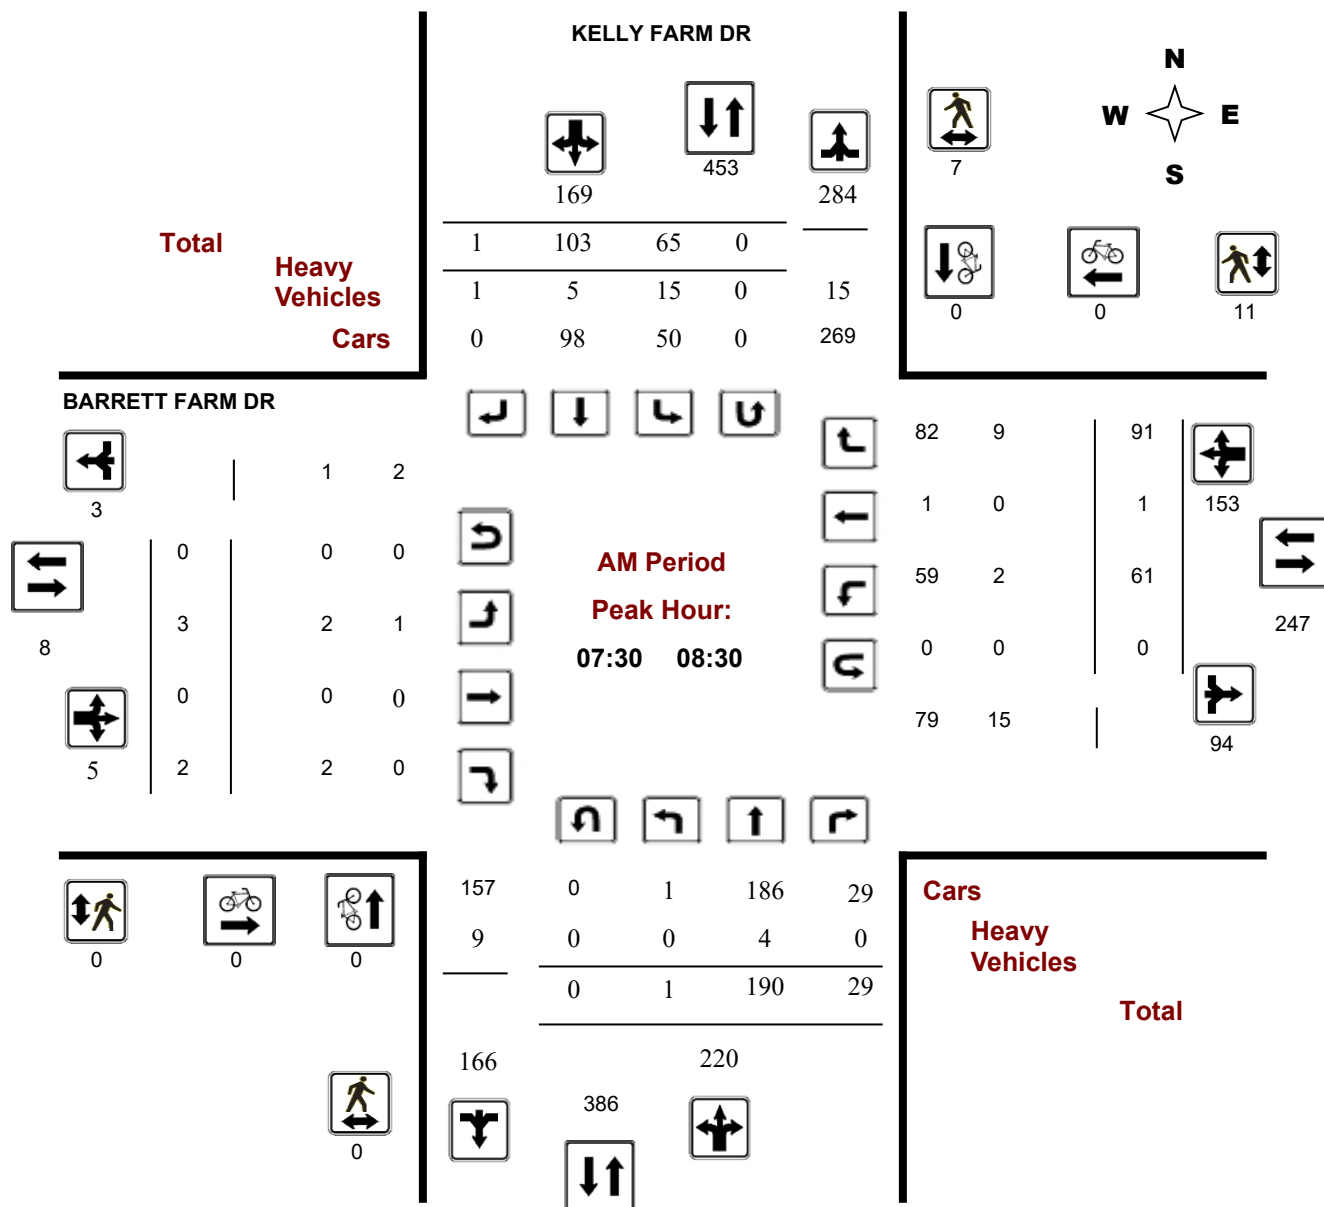 KELLY FARM DR
N
W E
S
453
7
169 284
Total 1 103 65 0
Heavy
Vehicles 1 5 15 0 15
Cars 0 98 50 0 269
0 0 11
BARRETT FARM DR
82 9 91
1 2
3
1 0 1 153
0 0 0
AM Period
59 2 61
Peak Hour:
3 2 1
247
8
07:30 08:30
0 0 0
0 0 0
79 15
94
5 2 2 0
157 0 1 186 29 Cars
9 0 0 4 0 Heavy
Vehicles
0 0 0
0 1 190 29
Total
166 220
386
0